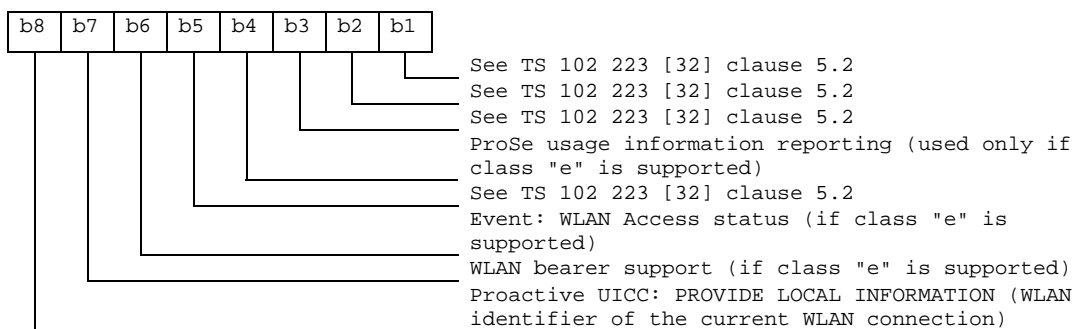 b8 b7 b6 b5 b4 b3 b2 b1
See TS 102 223 [32] clause 5.2
See TS 102 223 [32] clause 5.2
See TS 102 223 [32] clause 5.2
ProSe usage information reporting (used only if
class "e" is supported)
See TS 102 223 [32] clause 5.2
Event: WLAN Access status (if class "e" is
supported)
WLAN bearer support (if class "e" is supported)
Proactive UICC: PROVIDE LOCAL INFORMATION (WLAN
identifier of the current WLAN connection)